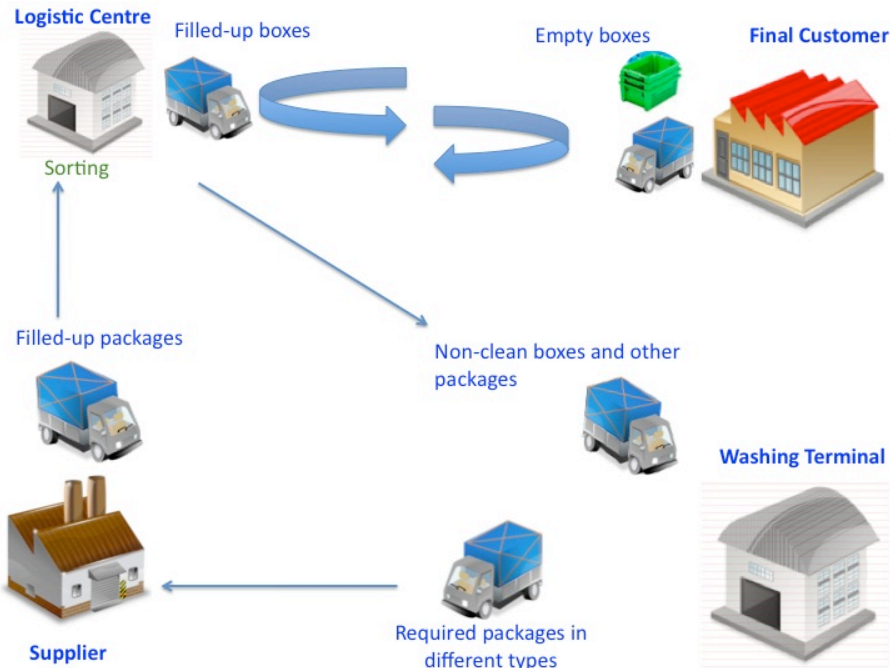 Logistic Centre
Filled-up boxes
Empty boxes
Final Customer
Sorting
Filled-up packages
Non-clean boxes and other
packages
Washing Terminal
Supplier
Required packages in
different types